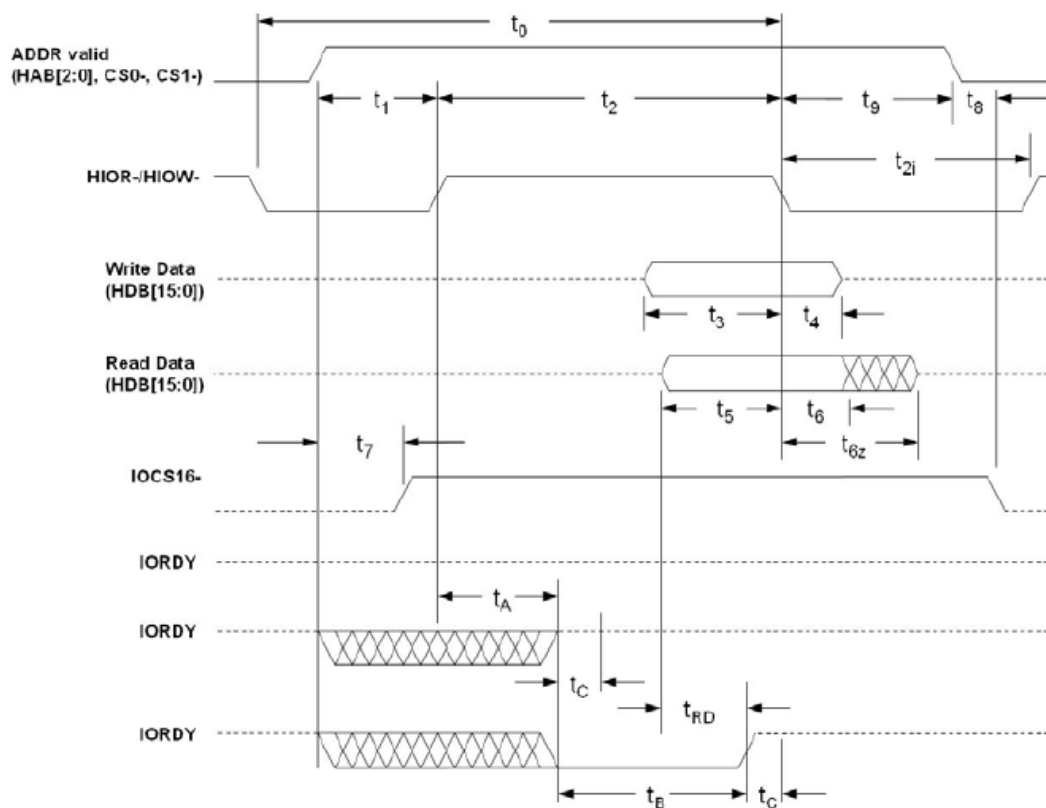 t0
ADDR valid
(HAB[2:0], CS0-, CS1-)
t1
t2
t9
t8
t2i
HIOR-/HIOW-
Write Data
(HDB[15:0])
t3
t4
Read Data
(HDB[15:0])
t5
t6
t7
t6z
IOCS16-
IORDY
tA
IORDY
tC
tRD
IORDY
tB
tC